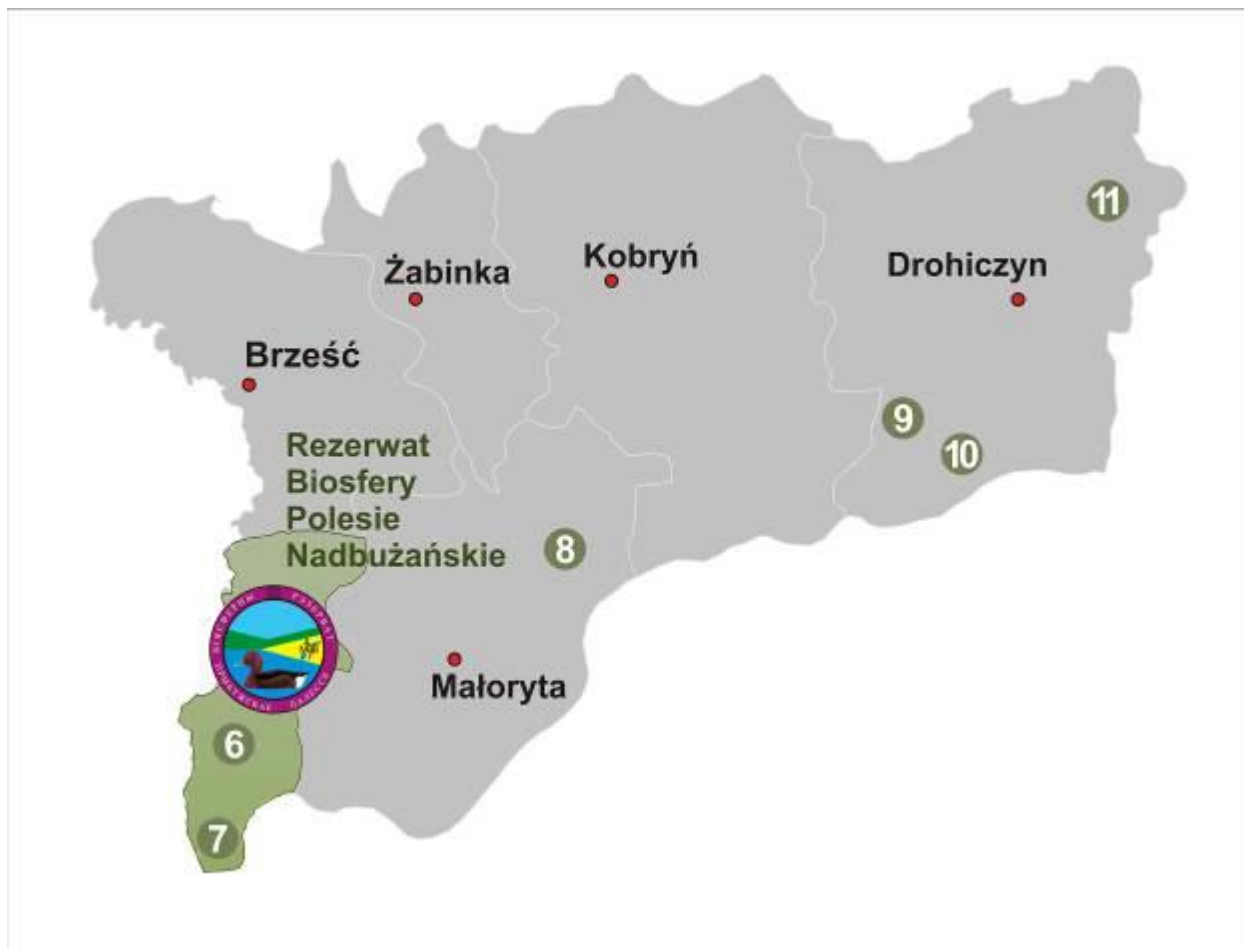 11
Kobryń
Żabinka
Drohiczyn
Brześć
9
Rezerwat
Biosfery
Polesie
Nadbużańskie
10
8
Małoryta
6
7